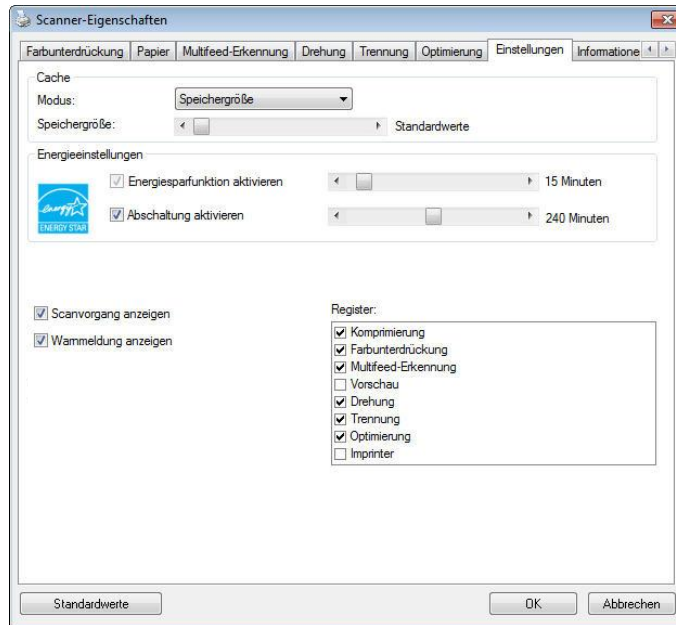 Scanner-Eigenschaften
Farbunterdrückung Papier Multifeed-Erkennung Drehung Trennung Optimierung Einstellungen Informatione
Cache
Modus: Speichergröße
Speichergröße: Standardwerte
Energieeinstellungen
Energiesparfunktion aktivieren 15 Minuten
energy
ENERGY STAR
Abschaltung aktivieren 240 Minuten
Scanvorgang anzeigen
Warnmeldung anzeigen
Register:
Komprimierung
Farbunterdrückung
Multifeed-Erkennung
Vorschau
Drehung
Trennung
Optimierung
Imprinter
Standardwerte OK Abbrechen